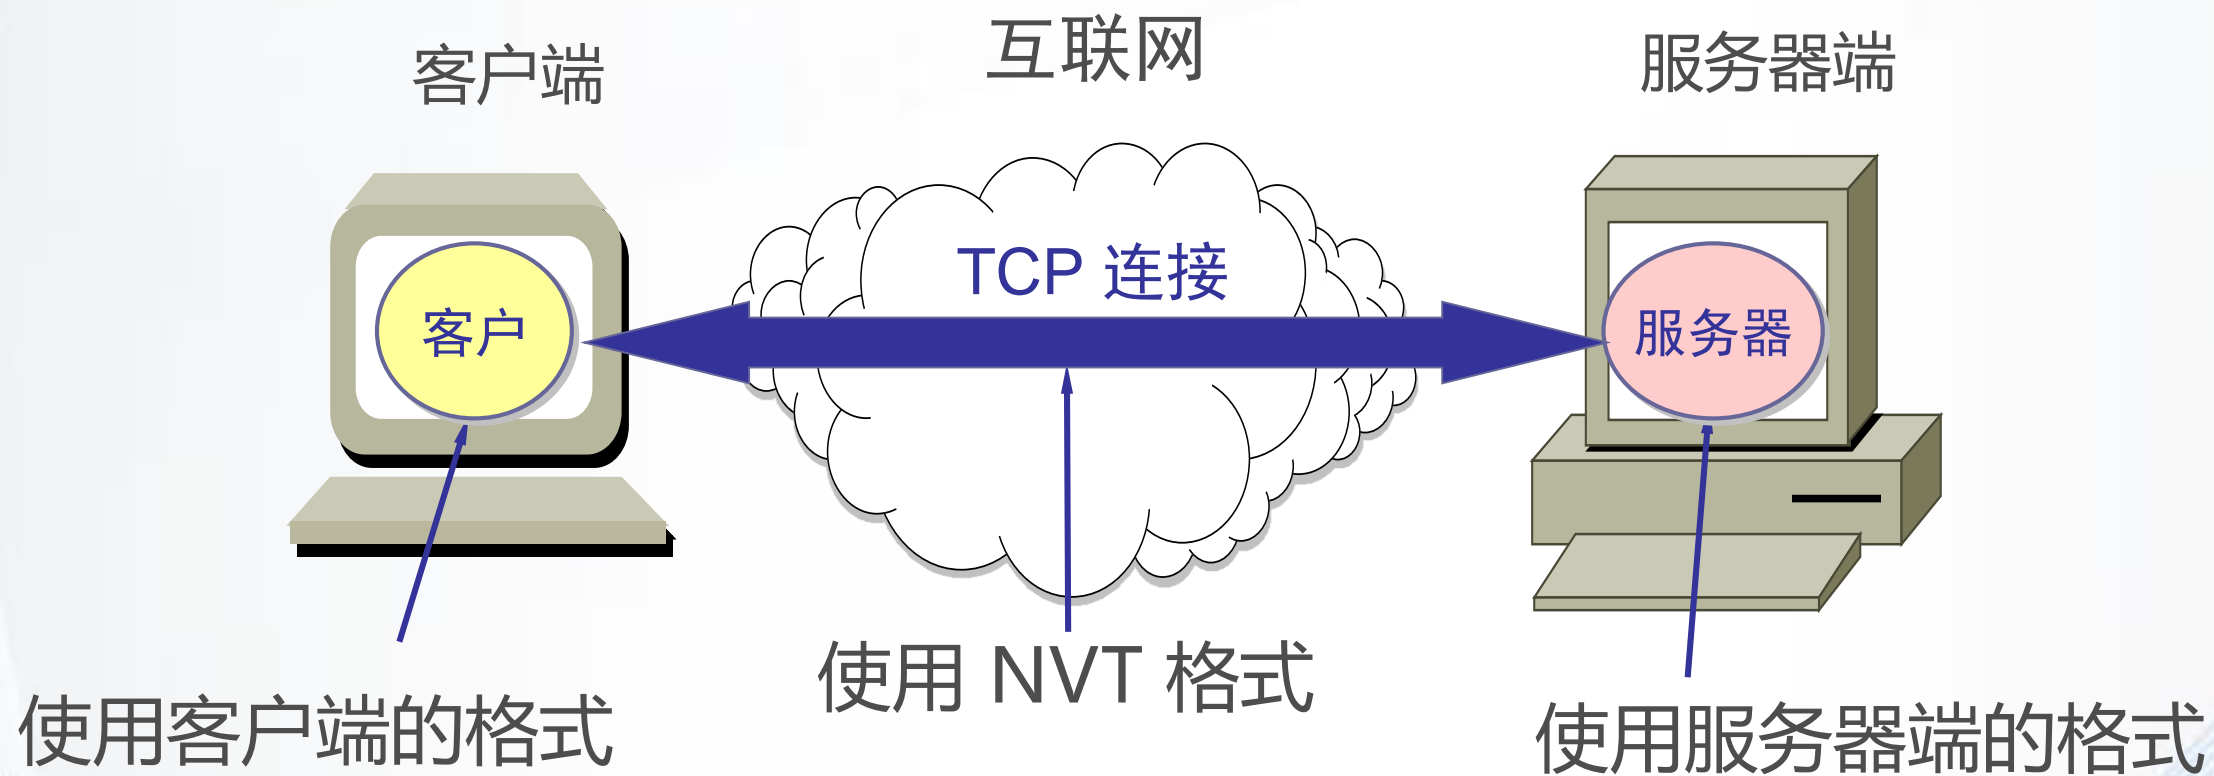 客户端
互联网
服务器端
TCP 连接
客户
服务器
使用 NVT 格式
使用客户端的格式
使用服务器端的格式